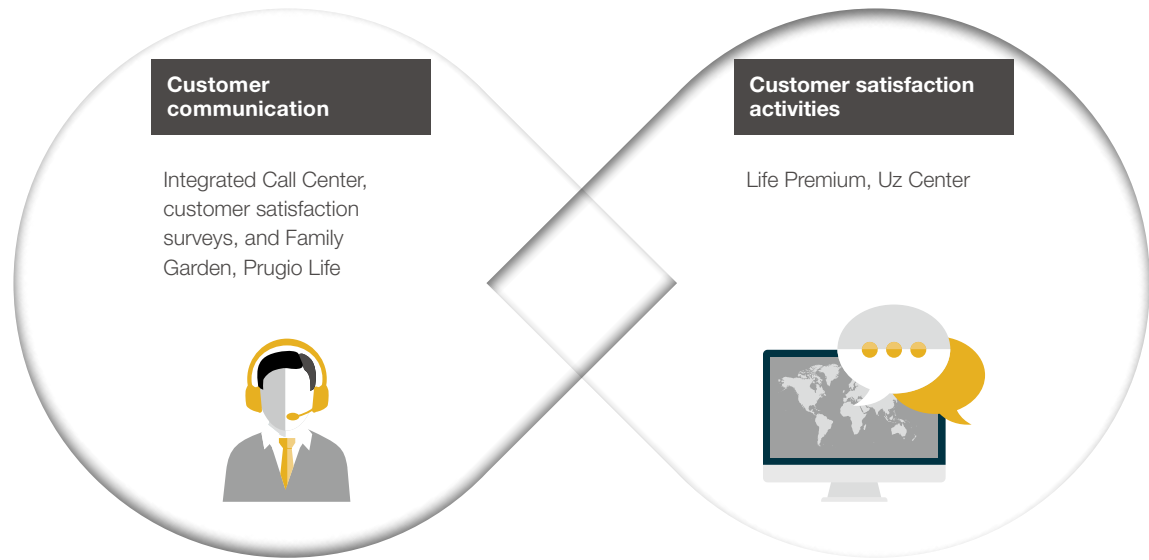 Customer
communication
Integrated Call Center,
customer satisfaction
surveys, and Family
Garden, Prugio Life
Customer satisfaction
activities
Life Premium, Uz Center